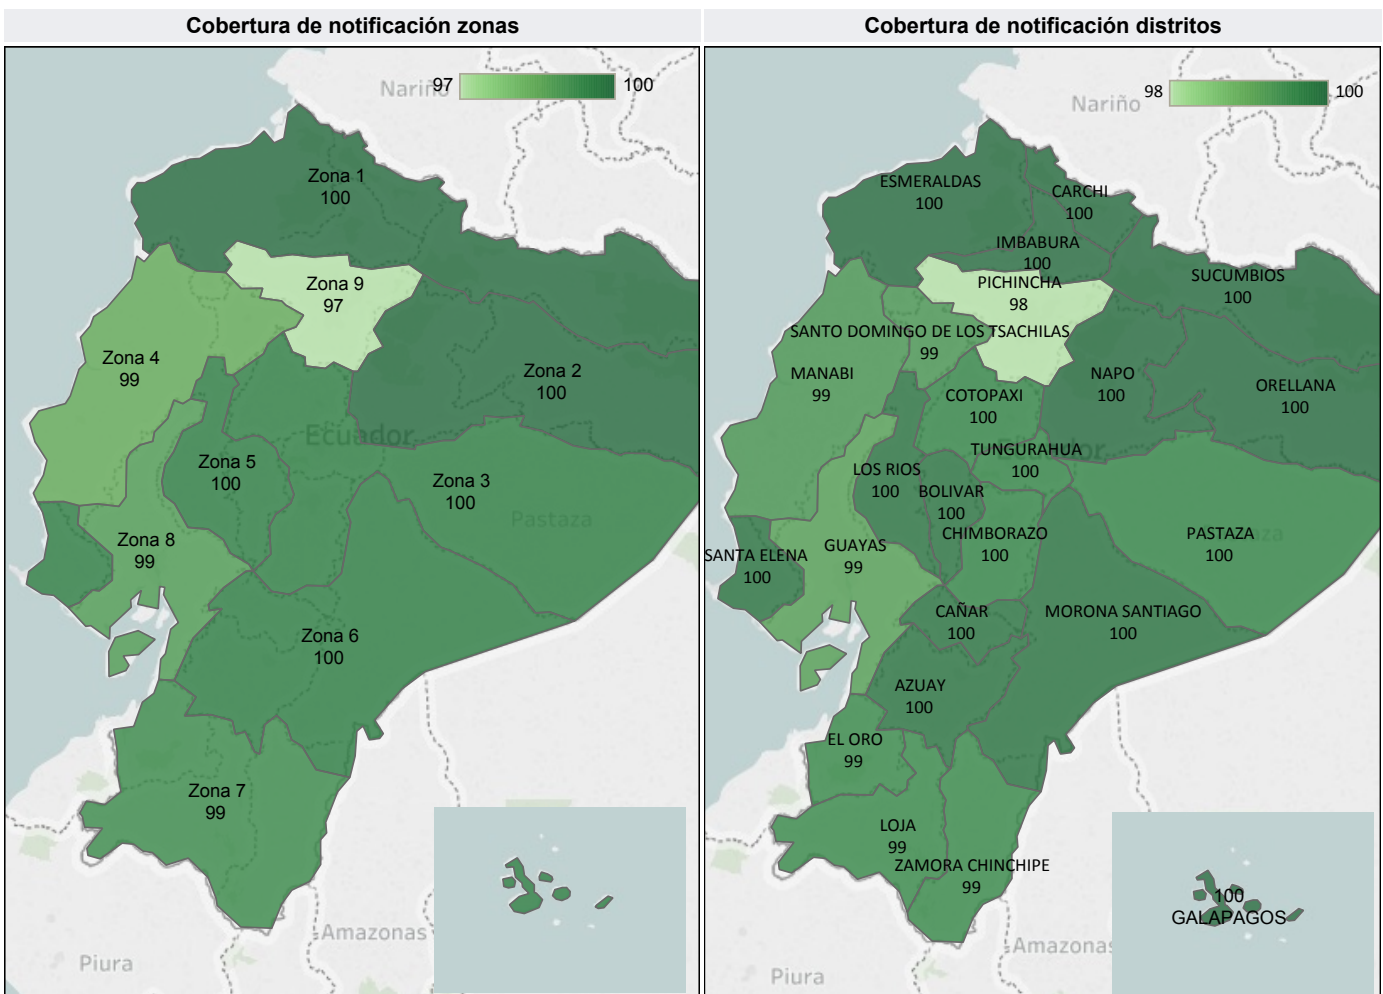 Cobertura de notificación zonas
97
100
Nariño
Zona 1
100
Zona 9
97
Zona 4
99
Zona 2
100
Ecuador
Zona 5
100
Zona 3
100
Pastaza
Zona 8
99
Zona 6
100
Zona 7
99
Amazonas
Piura
Cobertura de notificación distritos
98
100
Nariño
ESMERALDAS
100
CARCHI
100
IMBABURA
100
SUCUMBIOS
100
PICHINCHA
98
SANTO DOMINGO DE LOS TSACHILAS
99
MANABI
99
NAPO
100
ORELLANA
100
COTOPAXI
100
Ecuador
TUNGURAHUA
100
LOS RIOS
100
BOLIVAR
100
CHIMBORAZO
100
PASTAZA
100
GUAYAS
99
SANTA ELENA
100
CAÑAR
100
MORONA SANTIAGO
100
AZUAY
100
EL ORO
99
LOJA
99
ZAMORA CHINCHIPE
99
100
GALAPAGOS
Amazonas
Piura